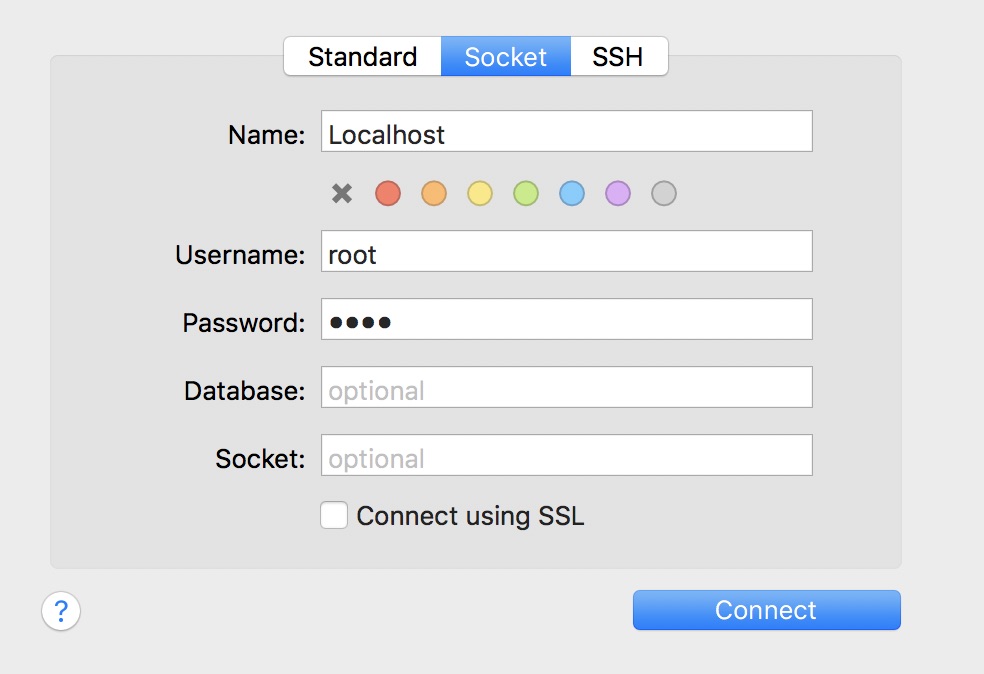 Standard Socket SSH
Name: Localhost
Username: root
Password: ••••
Database: optional
Socket: optional
Connect using SSL
? Connect